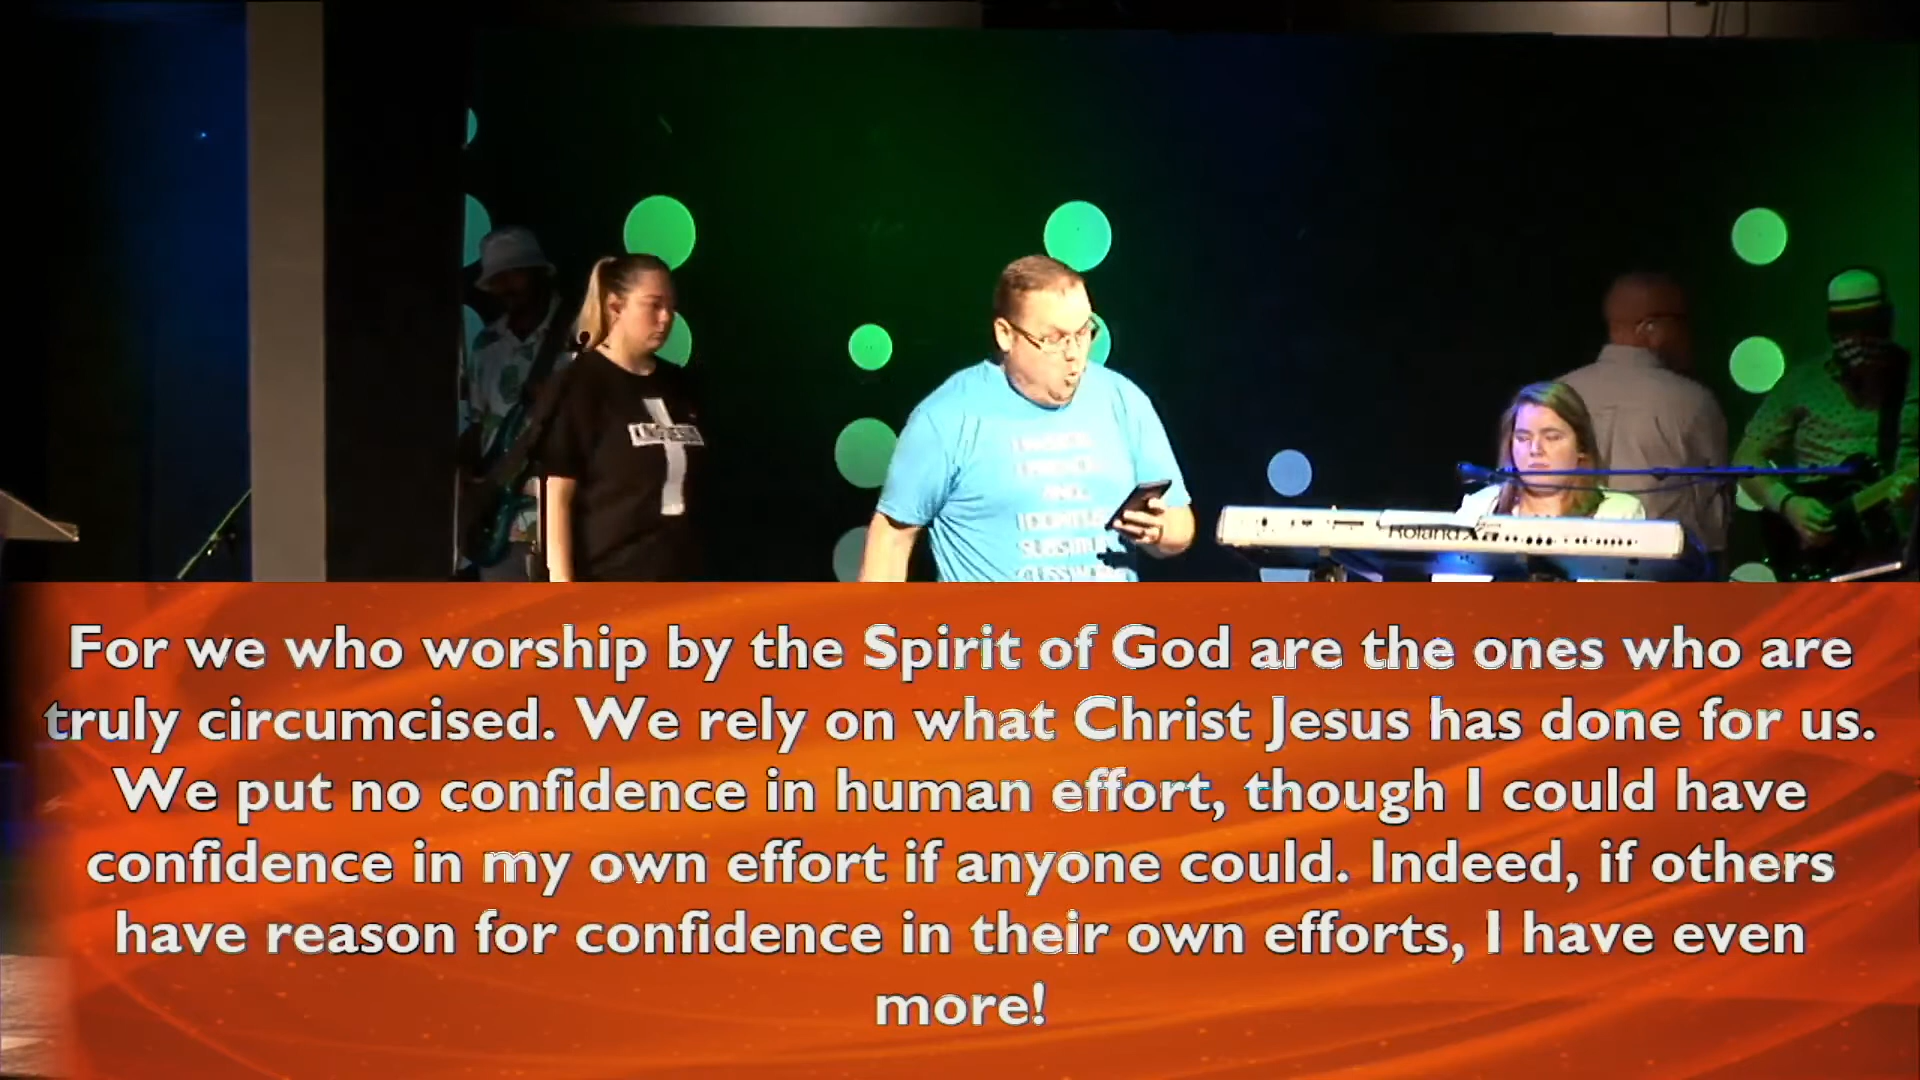 Roland
For we who worship by the Spirit of God are the ones who are
truly circumcised. We rely on what Christ Jesus has done for us.
We put no confidence in human effort, though I could have
confidence in my own effort if anyone could. Indeed, if others
have reason for confidence in their own efforts, I have even
more!